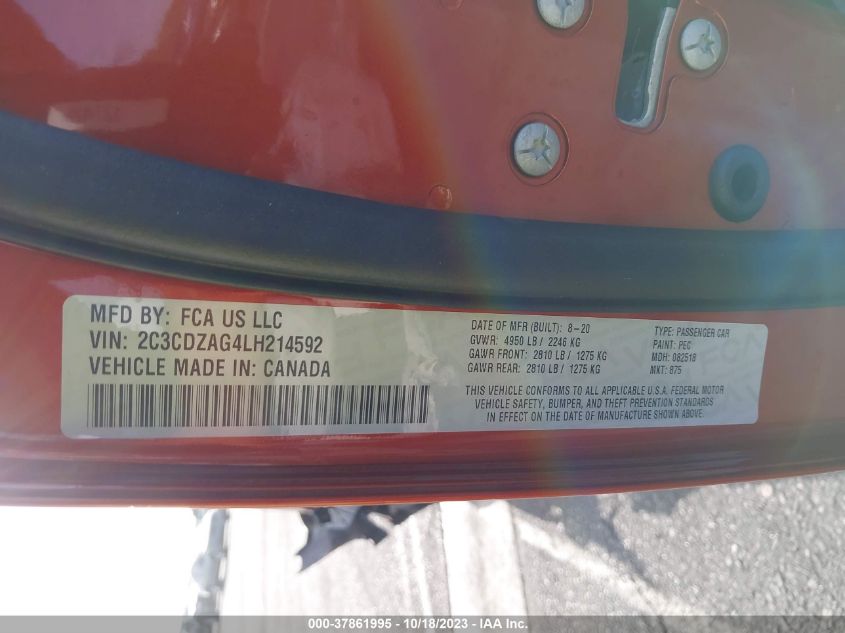 MFD BY: FCA US LLC
VIN: 2C3CDZAG4LH214592
VEHICLE MADE IN: CANADA
DATE OF MFR (BUILT): 8-20
GVWR: 4950 LB / 2246 KG
GAWR FRONT: 2810 LB / 1275 KG
GAWR REAR: 2810 LB / 1275 KG
TYPE: PASSENGER CAR
PAINT: PEC
MDH: 082518
MXT: 875
THIS VEHICLE CONFORMS TO ALL APPLICABLE U.S.A. FEDERAL MOTOR
VEHICLE SAFETY, BUMPER, AND THEFT PREVENTION STANDARDS
IN EFFECT ON THE DATE OF MANUFACTURE SHOWN ABOVE.
000-37861995 - 10/18/2023 - IAA Inc.